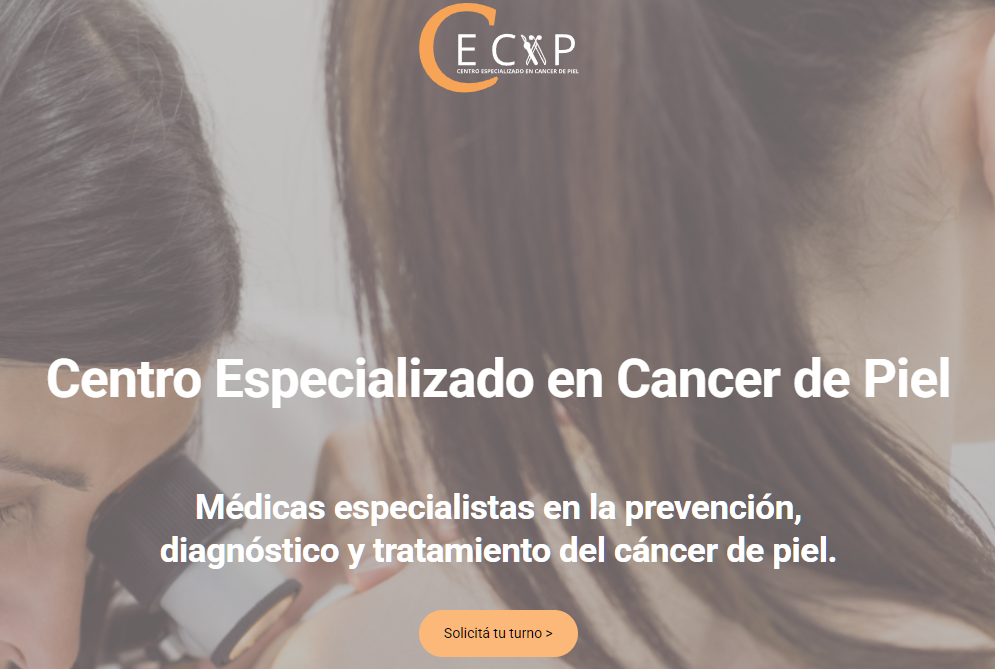 CECAP
CENTRO ESPECIALIZADO EN CANCER DE PIEL
Centro Especializado en Cancer de Piel
Médicas especialistas en la prevención,
diagnóstico y tratamiento del cáncer de piel.
Solicitá tu turno >